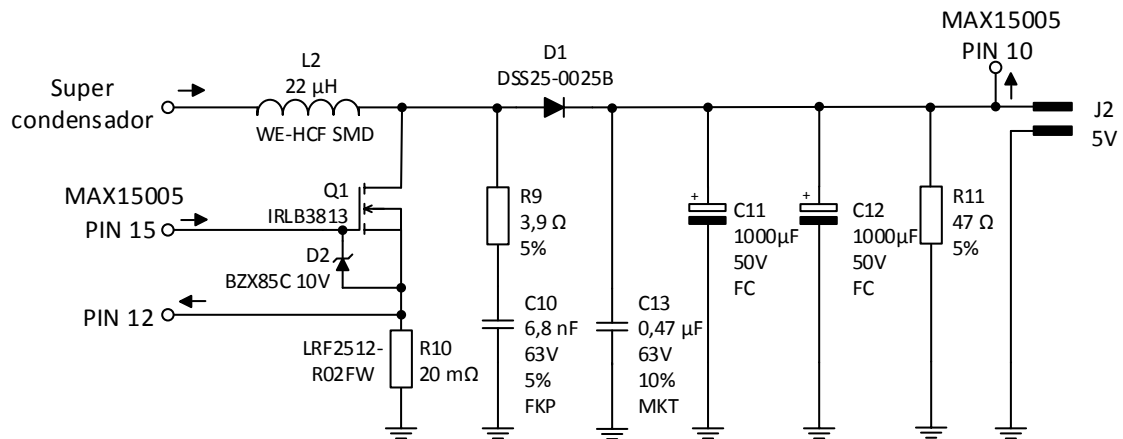 MAX15005
PIN 10
L2
22 µH
WE-HCF SMD
D1
DSS25-0025B
Super
condensador
J2
5V
MAX15005
PIN 15
Q1
IRLB3813
D2
BZX85C 10V
PIN 12
R9
3,9 Ω
5%
+
C11
1000µF
50V
FC
+
C12
1000µF
50V
FC
R11
47 Ω
5%
LRF2512-
R02FW
R10
20 mΩ
C10
6,8 nF
63V
5%
FKP
C13
0,47 µF
63V
10%
MKT